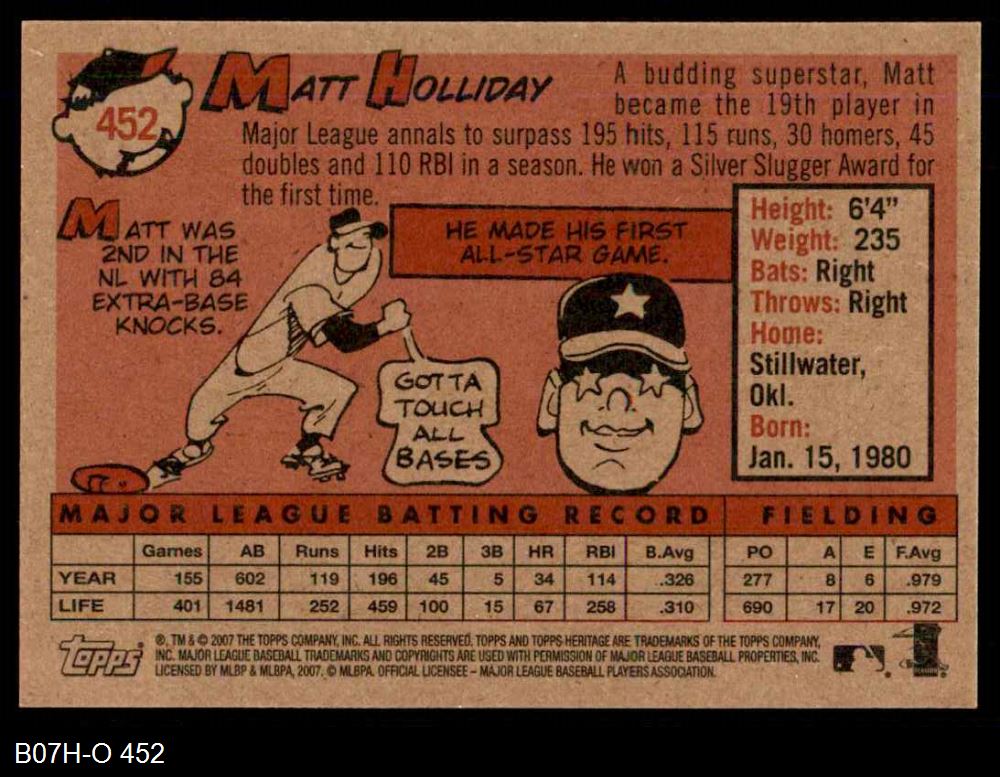 452
MATT HOLLIDAY
A budding superstar, Matt
became the 19th player in
Major League annals to surpass 195 hits, 115 runs, 30 homers, 45
doubles and 110 RBI in a season. He won a Silver Slugger Award for
the first time.
MATT WAS
2ND IN THE
NL WITH 84
EXTRA-BASE
KNOCKS.
HE MADE HIS FIRST
ALL-STAR GAME.
GOTTA
TOUCH
ALL
BASES
Height: 6'4"
Weight: 235
Bats: Right
Throws: Right
Home:
Stillwater,
Okl.
Born:
Jan. 15, 1980
MAJOR LEAGUE BATTING RECORD FIELDING
Games AB Runs Hits 2B 3B HR RBI B.Avg PO A E F.Avg
YEAR 155 602 119 196 45 5 34 114 .326 277 8 6 .979
LIFE 401 1481 252 459 100 15 67 258 .310 690 17 20 .972
Topps
®, TM & © 2007 THE TOPPS COMPANY, INC. ALL RIGHTS RESERVED. TOPPS AND TOPPS HERITAGE ARE TRADEMARKS OF THE TOPPS COMPANY,
INC. MAJOR LEAGUE BASEBALL TRADEMARKS AND COPYRIGHTS ARE USED WITH PERMISSION OF MAJOR LEAGUE BASEBALL PROPERTIES, INC.
LICENSED BY MLBP & MLBPA, 2007. © MLBPA. OFFICIAL LICENSEE – MAJOR LEAGUE BASEBALL PLAYERS ASSOCIATION.
B07H-O 452